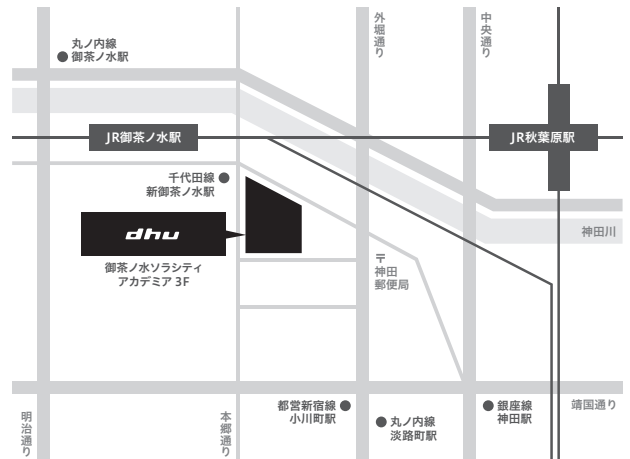 外堀通り
中央通り
丸ノ内線
御茶ノ水駅
JR御茶ノ水駅
JR秋葉原駅
千代田線
新御茶ノ水駅
dhu
神田川
御茶ノ水ソラシティ
アカデミア 3F
〒
神田
郵便局
都営新宿線
小川町駅
丸ノ内線
淡路町駅
銀座線
神田駅
靖国通り
明治通り
本郷通り